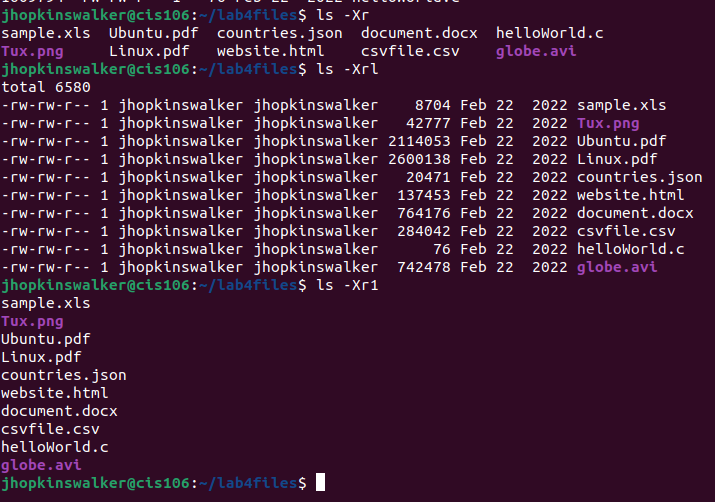 jhopkinswalker@cis106:~/lab4files$ ls -Xr
sample.xls  Ubuntu.pdf  countries.json  document.docx  helloWorld.c
Tux.png     Linux.pdf   website.html    csvfile.csv    globe.avi
jhopkinswalker@cis106:~/lab4files$ ls -Xrl
total 6580
-rw-rw-r-- 1 jhopkinswalker jhopkinswalker    8704 Feb 22  2022 sample.xls
-rw-rw-r-- 1 jhopkinswalker jhopkinswalker   42777 Feb 22  2022 Tux.png
-rw-rw-r-- 1 jhopkinswalker jhopkinswalker 2114053 Feb 22  2022 Ubuntu.pdf
-rw-rw-r-- 1 jhopkinswalker jhopkinswalker 2600138 Feb 22  2022 Linux.pdf
-rw-rw-r-- 1 jhopkinswalker jhopkinswalker   20471 Feb 22  2022 countries.json
-rw-rw-r-- 1 jhopkinswalker jhopkinswalker  137453 Feb 22  2022 website.html
-rw-rw-r-- 1 jhopkinswalker jhopkinswalker  764176 Feb 22  2022 document.docx
-rw-rw-r-- 1 jhopkinswalker jhopkinswalker  284042 Feb 22  2022 csvfile.csv
-rw-rw-r-- 1 jhopkinswalker jhopkinswalker      76 Feb 22  2022 helloWorld.c
-rw-rw-r-- 1 jhopkinswalker jhopkinswalker  742478 Feb 22  2022 globe.avi
jhopkinswalker@cis106:~/lab4files$ ls -Xr1
sample.xls
Tux.png
Ubuntu.pdf
Linux.pdf
countries.json
website.html
document.docx
csvfile.csv
helloWorld.c
globe.avi
jhopkinswalker@cis106:~/lab4files$